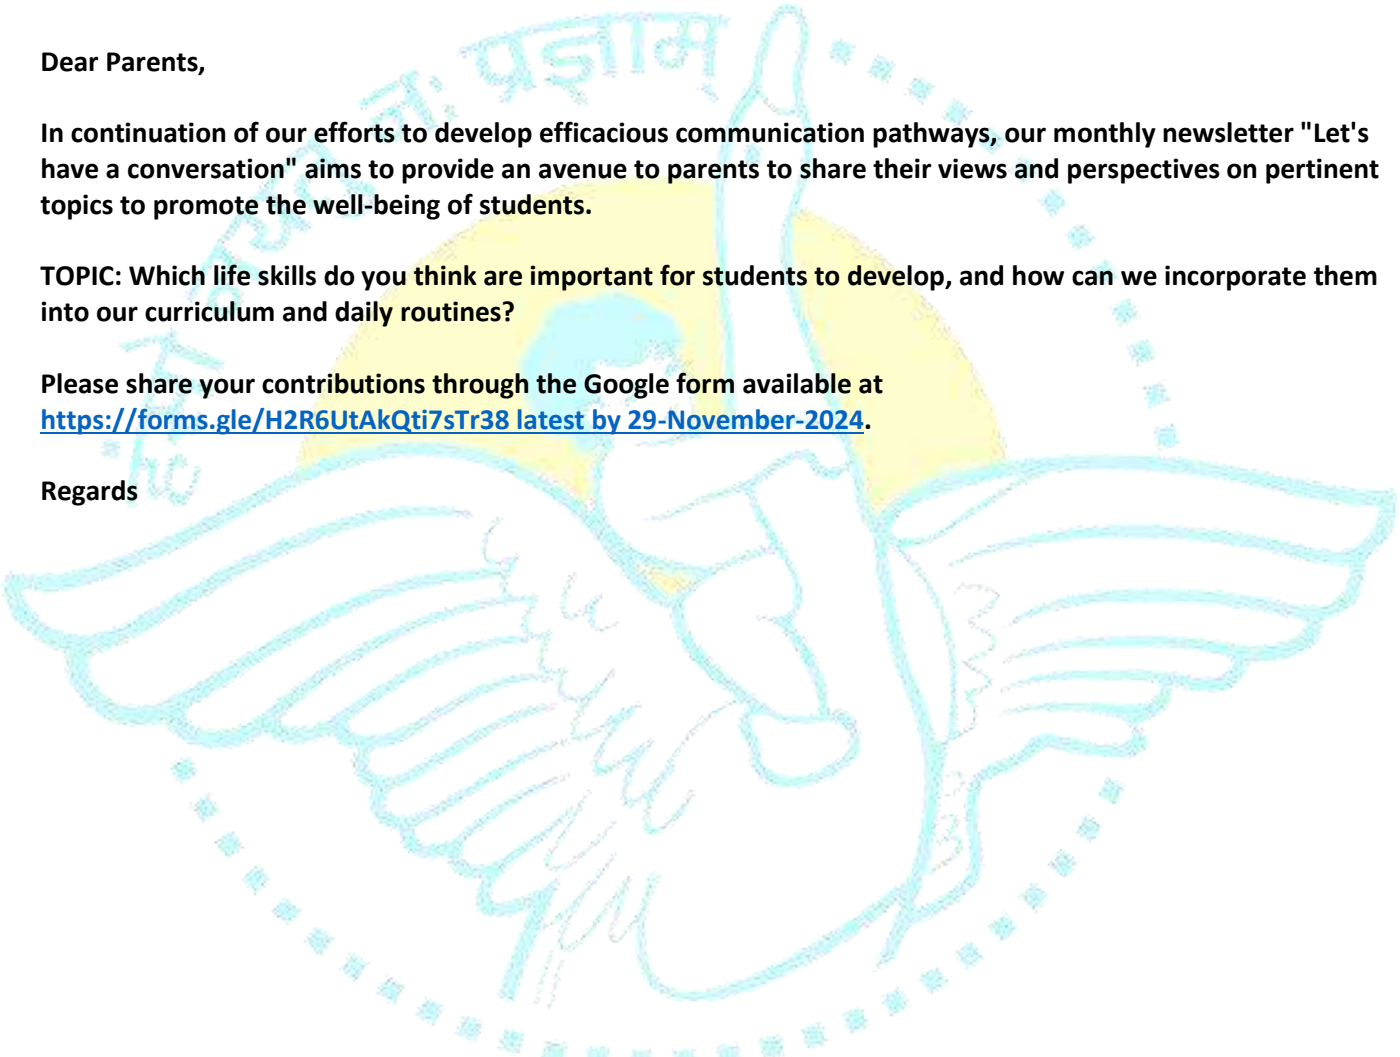 हंसो नयतु नः प्रज्ञाम्
Dear Parents,
In continuation of our efforts to develop efficacious communication pathways, our monthly newsletter "Let's
have a conversation" aims to provide an avenue to parents to share their views and perspectives on pertinent
topics to promote the well-being of students.
TOPIC: Which life skills do you think are important for students to develop, and how can we incorporate them
into our curriculum and daily routines?
Please share your contributions through the Google form available at
https://forms.gle/H2R6UtAkQti7sTr38 latest by 29-November-2024.
Regards